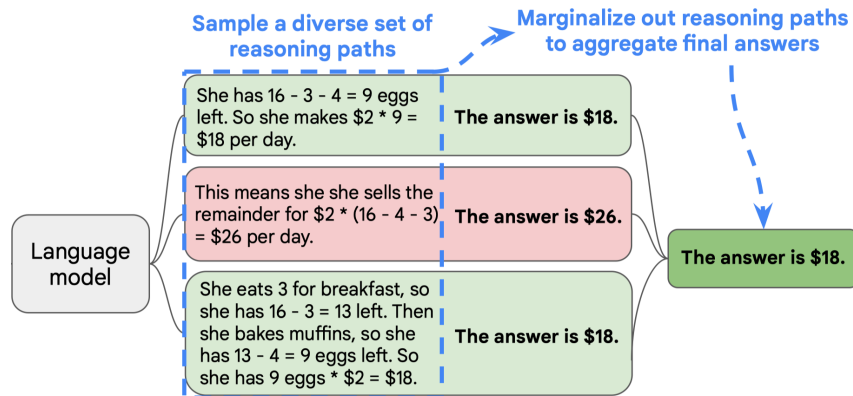 Sample a diverse set of
reasoning paths
Marginalize out reasoning paths
to aggregate final answers
She has 16 - 3 - 4 = 9 eggs
left. So she makes $2 * 9 =
$18 per day.
The answer is $18.
This means she she sells the
remainder for $2 * (16 - 4 - 3)
= $26 per day.
The answer is $26.
Language
model
The answer is $18.
She eats 3 for breakfast, so
she has 16 - 3 = 13 left. Then
she bakes muffins, so she
has 13 - 4 = 9 eggs left. So
she has 9 eggs * $2 = $18.
The answer is $18.